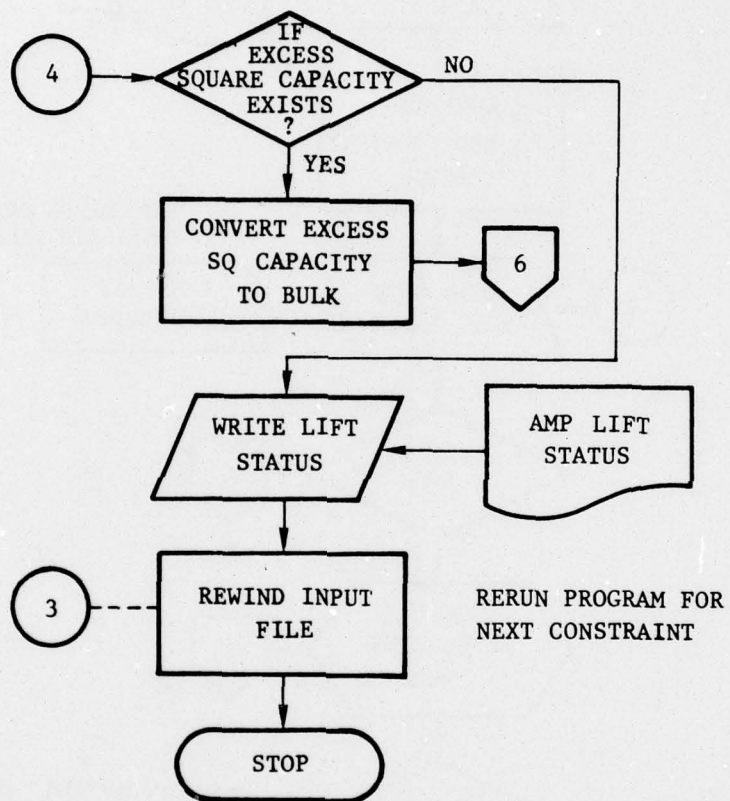 IF
EXCESS
4
SQUARE CAPACITY
NO
EXISTS
?
YES
CONVERT EXCESS
SQ CAPACITY
TO BULK
6
WRITE LIFT
STATUS
AMP LIFT
STATUS
3
REWIND INPUT
FILE
RERUN PROGRAM FOR
NEXT CONSTRAINT
STOP